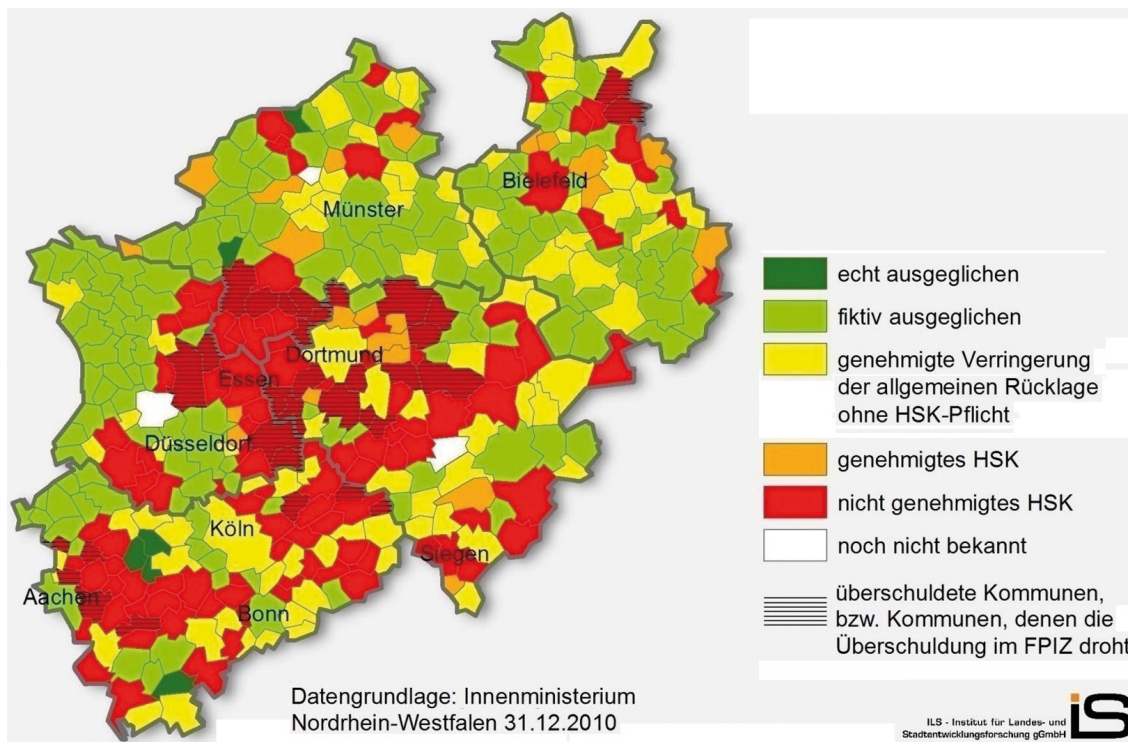 Bielefeld
Münster
Dortmund
Essen
Düsseldorf
Köln
Siegen
Aachen
Bonn
echt ausgeglichen
fiktiv ausgeglichen
genehmigte Verringerung
der allgemeinen Rücklage
ohne HSK-Pflicht
genehmigtes HSK
nicht genehmigtes HSK
noch nicht bekannt
überschuldete Kommunen,
bzw. Kommunen, denen die
Überschuldung im FPIZ droht
Datengrundlage: Innenministerium
Nordrhein-Westfalen 31.12.2010
ILS - Institut für Landes- und
Stadtentwicklungsforschung gGmbH
iLS